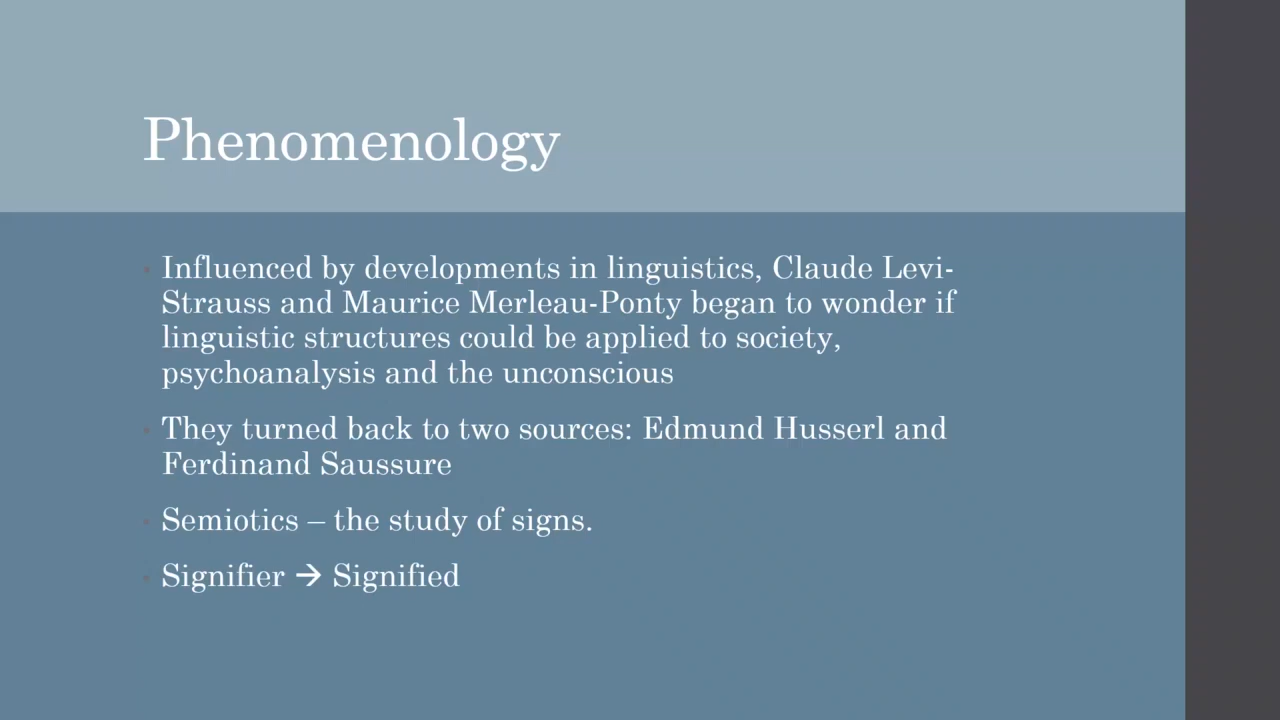 Phenomenology
Influenced by developments in linguistics, Claude Levi-
Strauss and Maurice Merleau-Ponty began to wonder if
linguistic structures could be applied to society,
psychoanalysis and the unconscious
They turned back to two sources: Edmund Husserl and
Ferdinand Saussure
Semiotics – the study of signs.
Signifier → Signified